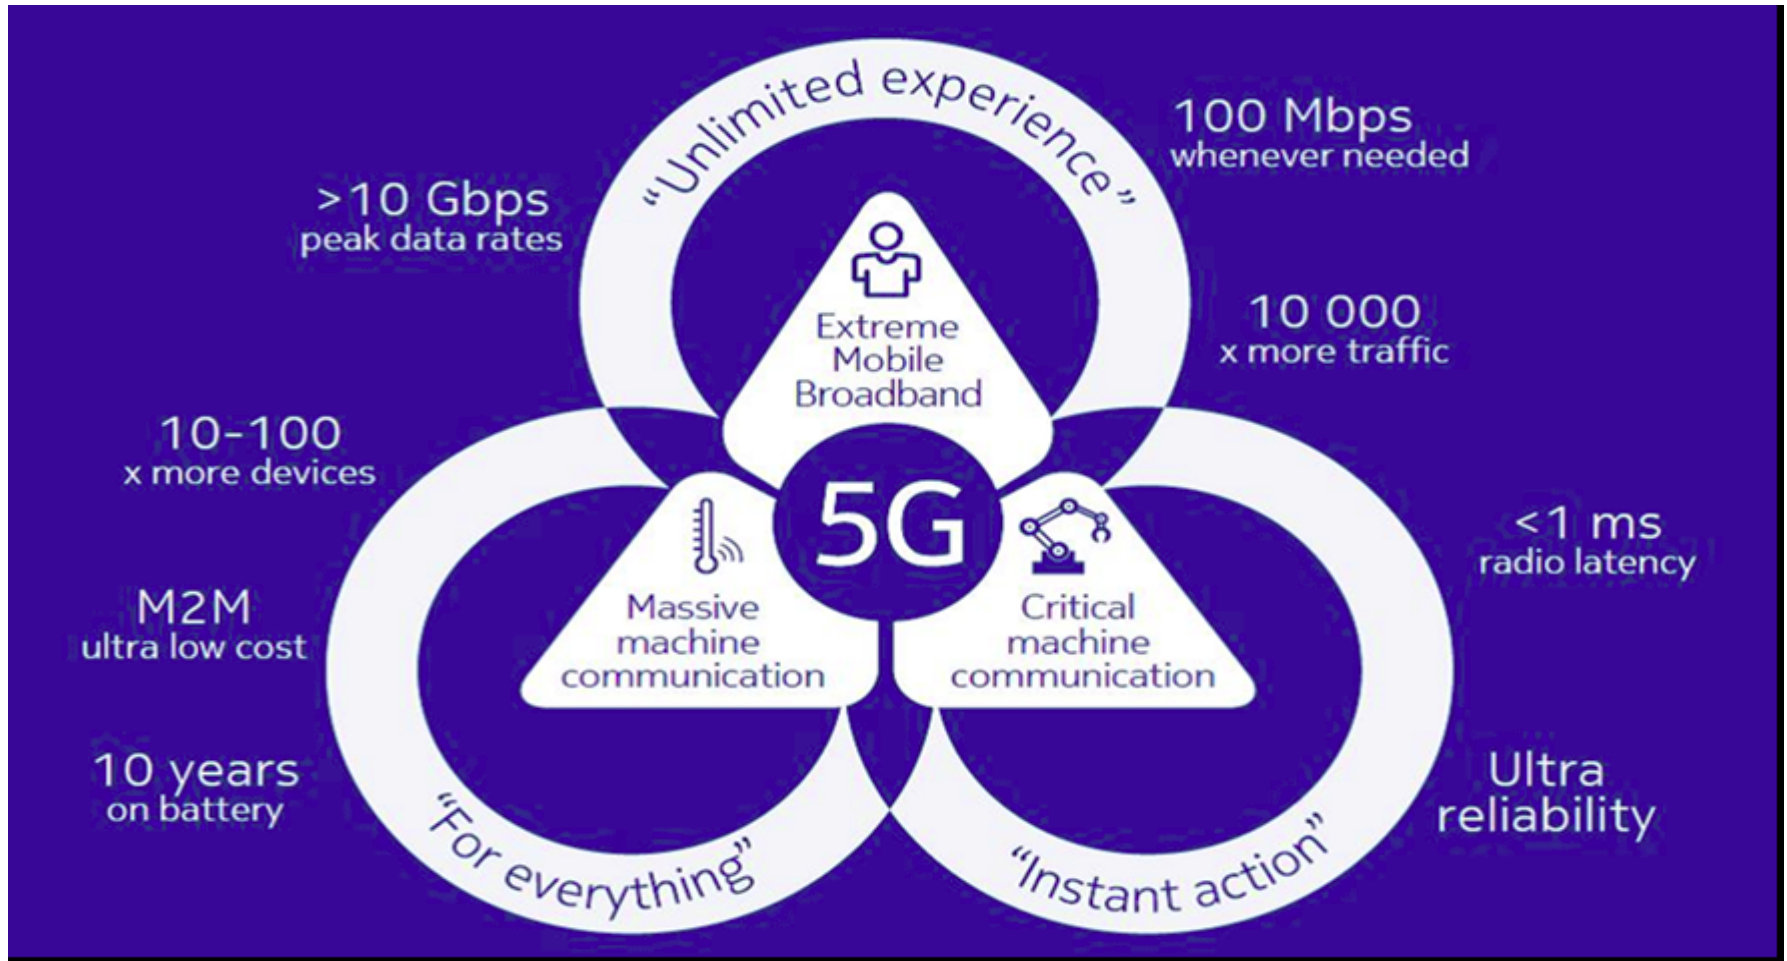 “Unlimited experience”
100 Mbps
whenever needed
>10 Gbps
peak data rates
10 000
x more traffic
Extreme
Mobile
Broadband
10-100
x more devices
5G
<1 ms
radio latency
M2M
ultra low cost
Massive
machine
communication
Critical
machine
communication
10 years
on battery
Ultra
reliability
“For everything”
“Instant action”